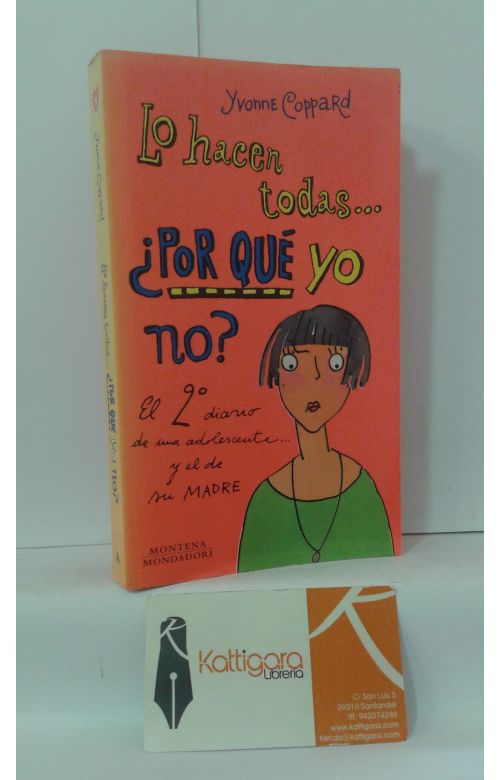 Yvonne Coppard
Lo hacen
todas...
¿POR QUÉ yo
no?
El 2º diario
de una adolescente...
y el de
su MADRE
MONTENA
MONDADORI
Yvonne Coppard
Lo hacen todas... ¿POR QUÉ yo no?
K
Kattigara
Librería
C/ San Luis 5
39010 Santander
tlf: 942074286
www.kattigara.com
tienda@kattigara.com